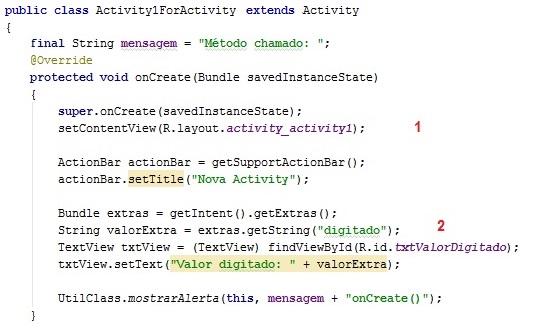 public class Activity1ForActivity extends Activity
{
final String mensagem = "Método chamado: ";
@Override
protected void onCreate(Bundle savedInstanceState)
{
super.onCreate(savedInstanceState);
setContentView(R.layout.activity_activity1); 1
ActionBar actionBar = getSupportActionBar();
actionBar.setTitle("Nova Activity");
Bundle extras = getIntent().getExtras();
String valorExtra = extras.getString("digitado"); 2
TextView txtView = (TextView) findViewById(R.id.txtValorDigitado);
txtView.setText("Valor digitado: " + valorExtra);
UtilClass.mostrarAlerta(this, mensagem + "onCreate()");
}